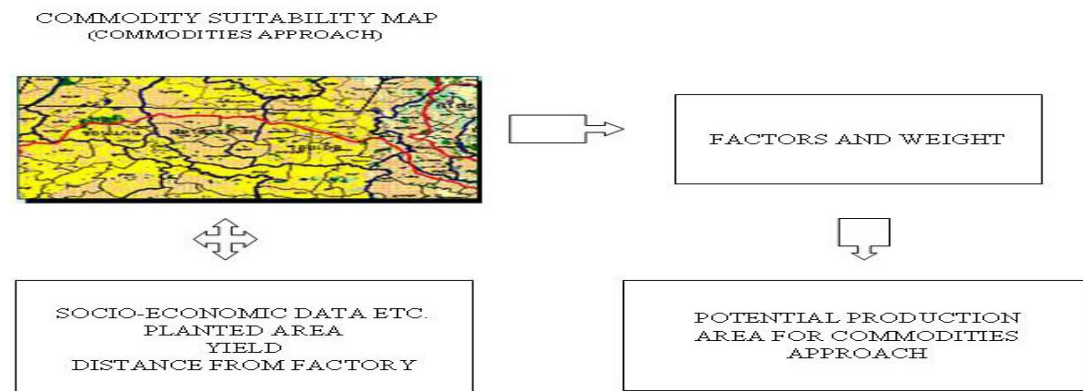 COMMODITY SUITABILITY MAP
(COMMODITIES APPROACH)
FACTORS AND WEIGHT
SOCIO-ECONOMIC DATA ETC.
PLANTED AREA
YIELD
DISTANCE FROM FACTORY
POTENTIAL PRODUCTION
AREA FOR COMMODITIES
APPROACH